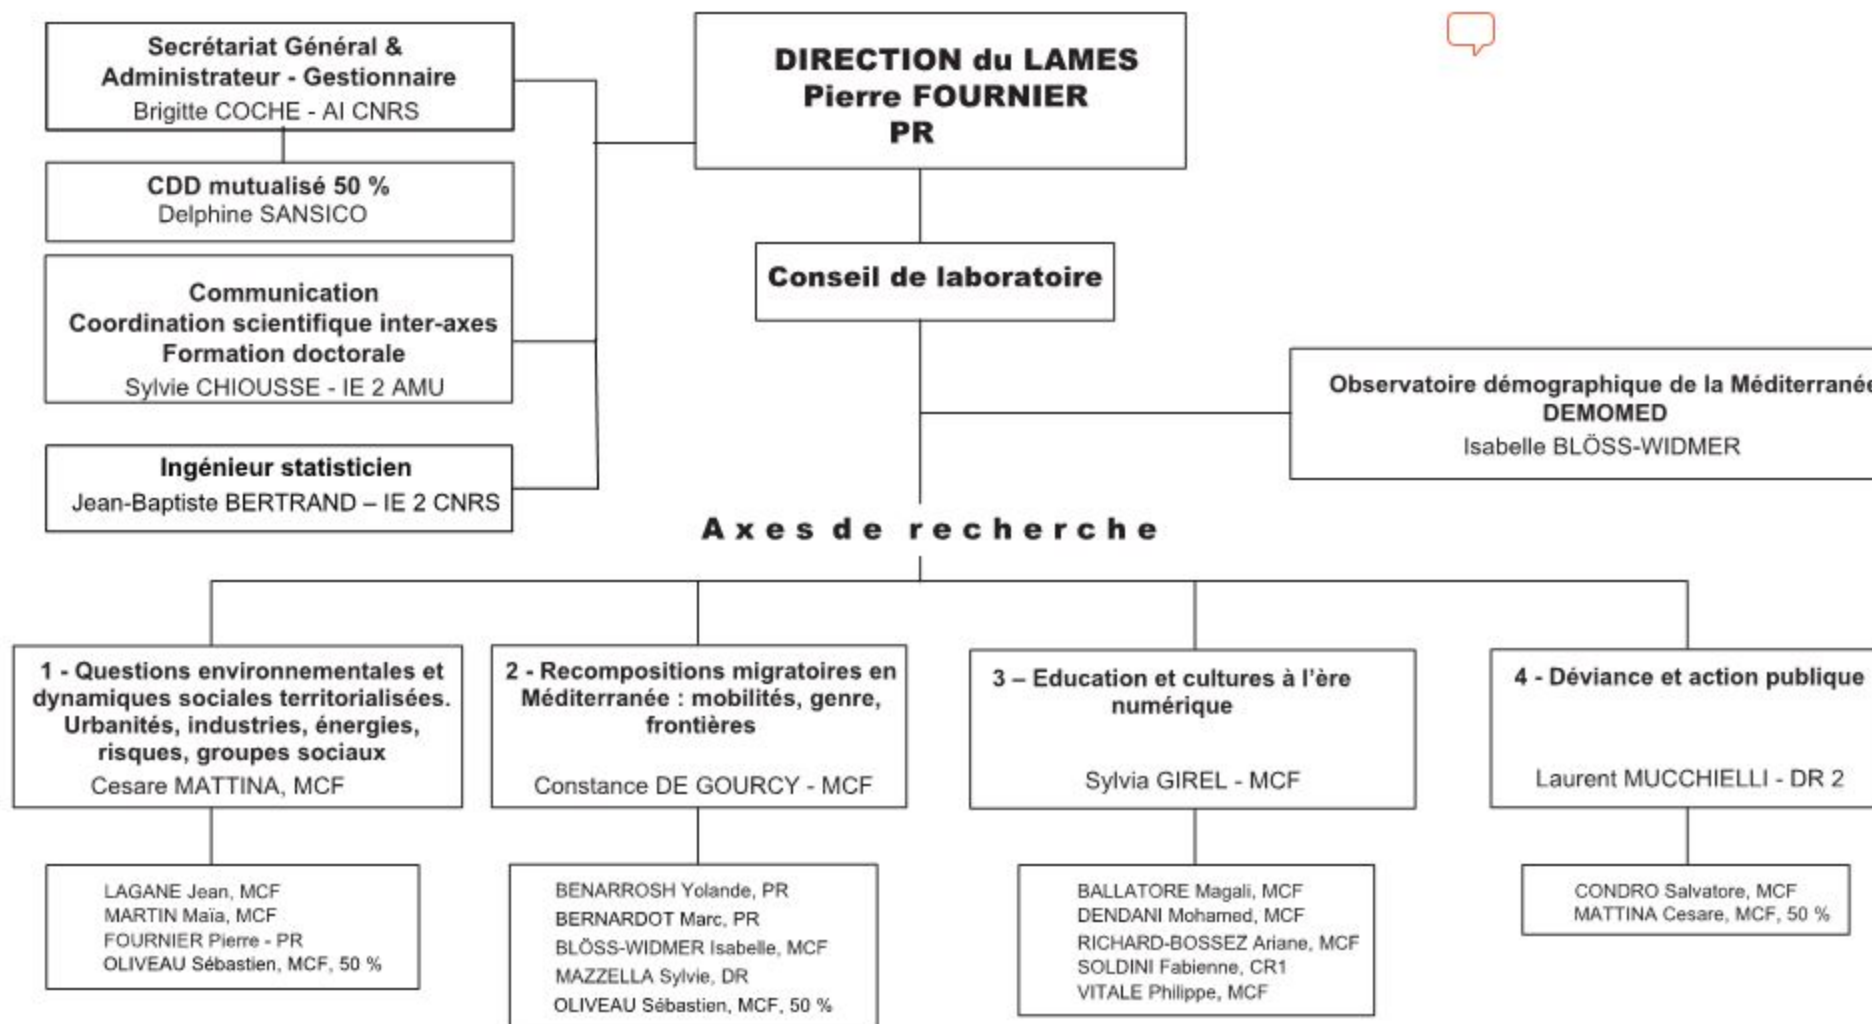 Secrétariat Général &
Administrateur - Gestionnaire
Brigitte COCHE - AI CNRS
CDD mutualisé 50 %
Delphine SANSICO
Communication
Coordination scientifique inter-axes
Formation doctorale
Sylvie CHIOUSSE - IE 2 AMU
Ingénieur statisticien
Jean-Baptiste BERTRAND – IE 2 CNRS
DIRECTION du LAMES
Pierre FOURNIER
PR
Conseil de laboratoire
Observatoire démographique de la Méditerranée
DEMOMED
Isabelle BLÖSS-WIDMER
Axes de recherche
1 - Questions environnementales et
dynamiques sociales territorialisées.
Urbanités, industries, énergies,
risques, groupes sociaux
Cesare MATTINA, MCF
LAGANE Jean, MCF
MARTIN Maïa, MCF
FOURNIER Pierre - PR
OLIVEAU Sébastien, MCF, 50 %
2 - Recompositions migratoires en
Méditerranée : mobilités, genre,
frontières
Constance DE GOURCY - MCF
BENARROSH Yolande, PR
BERNARDOT Marc, PR
BLÖSS-WIDMER Isabelle, MCF
MAZZELLA Sylvie, DR
OLIVEAU Sébastien, MCF, 50 %
3 – Education et cultures à l'ère
numérique
Sylvia GIREL - MCF
BALLATORE Magali, MCF
DENDANI Mohamed, MCF
RICHARD-BOSSEZ Ariane, MCF
SOLDINI Fabienne, CR1
VITALE Philippe, MCF
4 - Déviance et action publique
Laurent MUCCHIELLI - DR 2
CONDRO Salvatore, MCF
MATTINA Cesare, MCF, 50 %